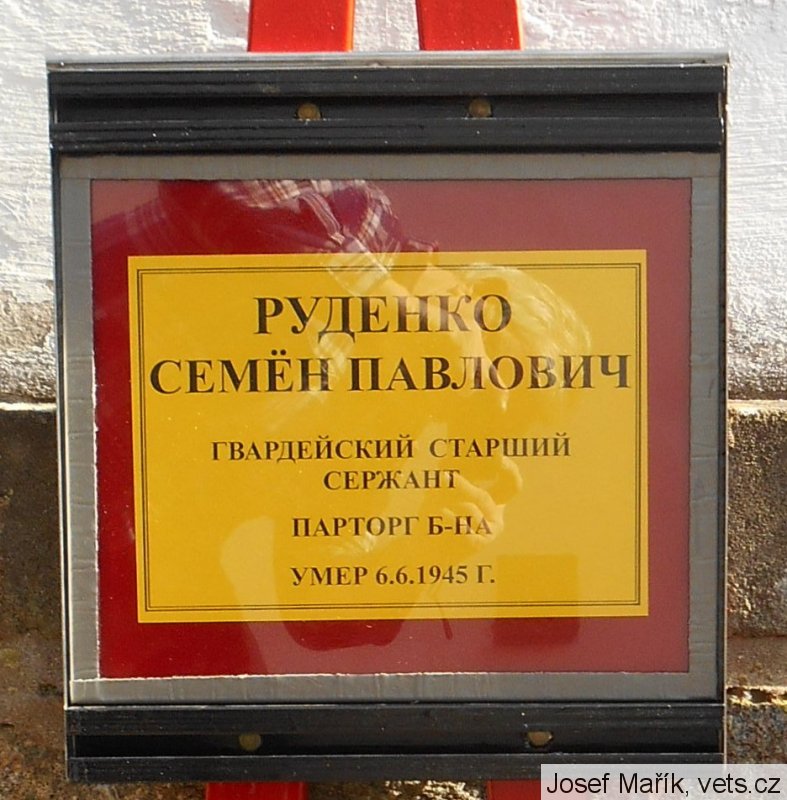 РУДЕНКО
СЕМЁН ПАВЛОВИЧ
ГВАРДЕЙСКИЙ СТАРШИЙ
СЕРЖАНТ
ПАРТОРГ Б-НА
УМЕР 6.6.1945 Г.
Josef Mařík, vets.cz